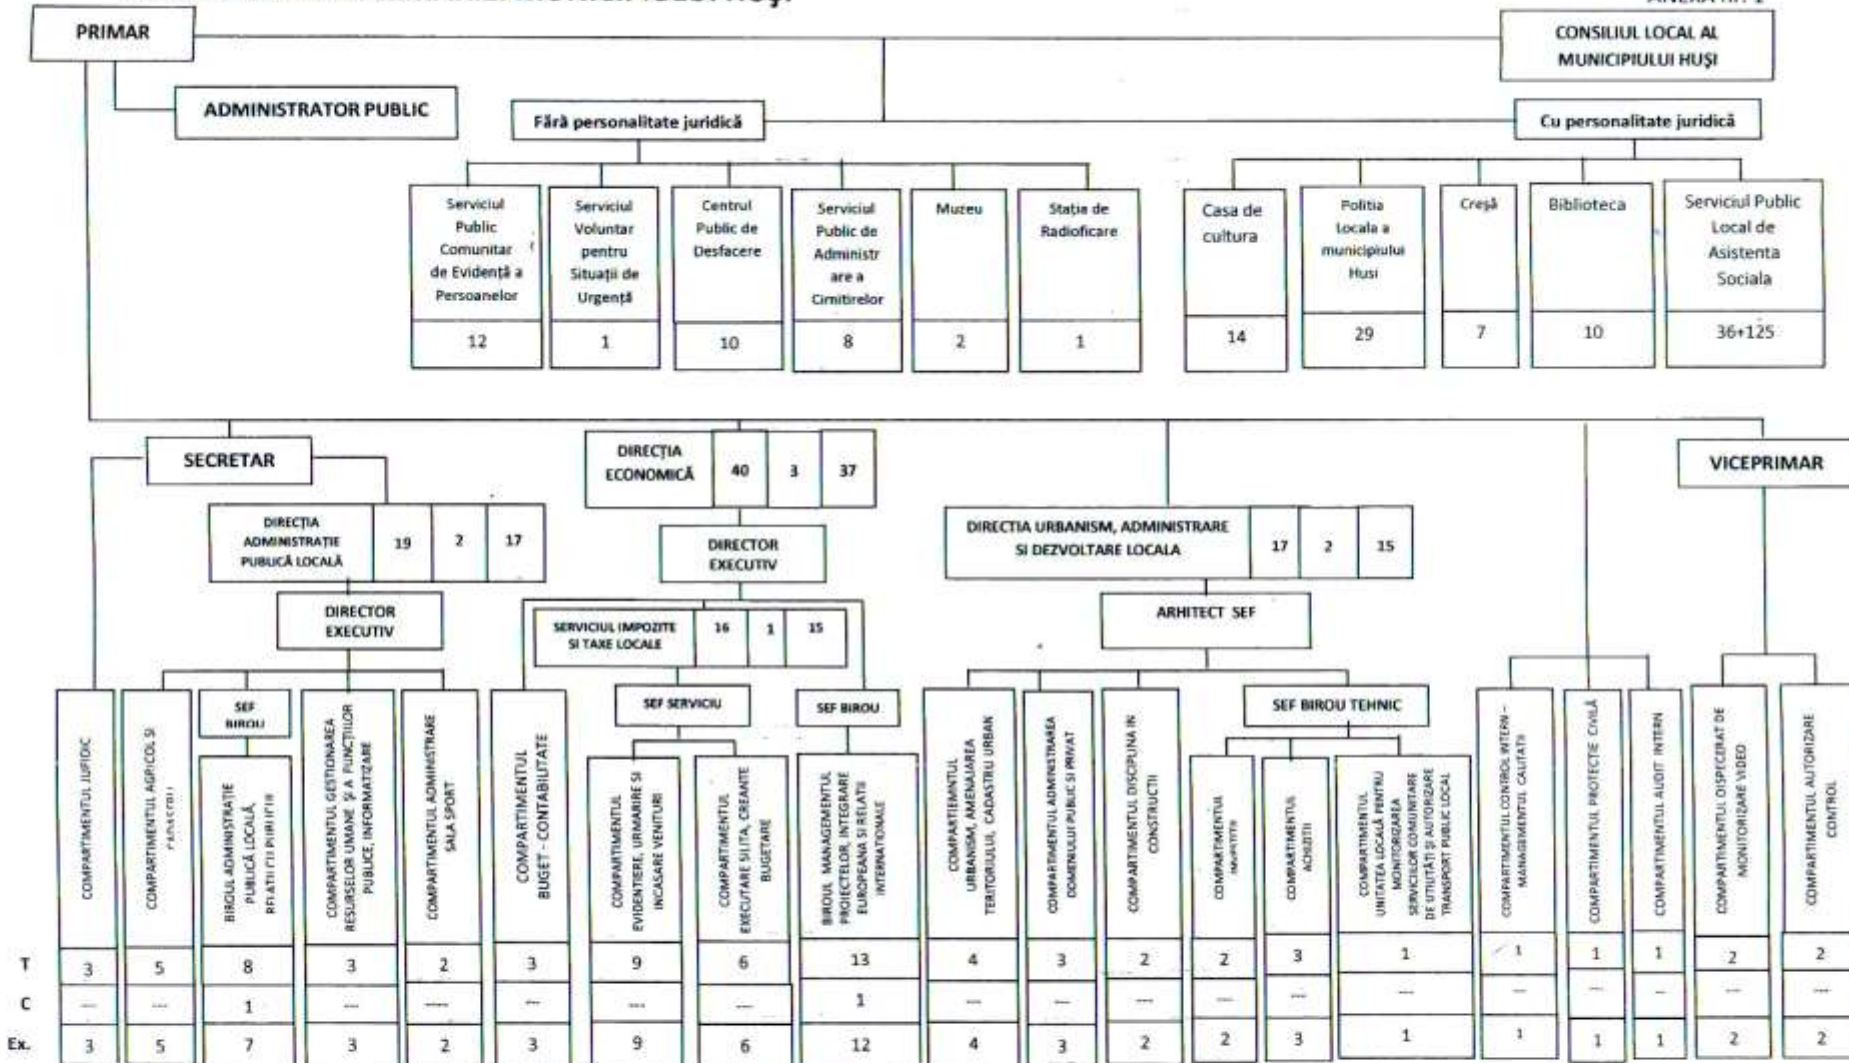 PRIMAR
CONSILIUL LOCAL AL
MUNICIPIULUI HUŞI
ADMINISTRATOR PUBLIC
Fără personalitate juridică
Cu personalitate juridică
Serviciul
Public
Comunitar
de Evidență a
Persoanelor
12
Serviciul
Voluntar
pentru
Situații de
Urgență
1
Centrul
Public de
Desfacere
10
Serviciul
Public de
Administr
are a
Cimitirelor
8
Muzeu
2
Stația de
Radioficare
1
Casa de
cultura
14
Politia
Locala a
municipiului
Husi
29
Creşă
7
Biblioteca
10
Serviciul Public
Local de
Asistenta
Sociala
36+125
SECRETAR
DIRECȚIA
ECONOMICĂ
40 3 37
VICEPRIMAR
DIRECȚIA
ADMINISTRAȚIE
PUBLICĂ LOCALĂ
19 2 17
DIRECTOR
EXECUTIV
DIRECTIA URBANISM, ADMINISTRARE
SI DEZVOLTARE LOCALA
17 2 15
DIRECTOR
EXECUTIV
SERVICIUL IMPOZITE
SI TAXE LOCALE
16 1 15
ARHITECT SEF
SEF
BIROU
SEF SERVICIU
SEF BIROU
SEF BIROU TEHNIC
COMPARTIMENTUL JURIDIC
COMPARTIMENTUL AGRICOL SI
BIROUL ADMINISTRAȚIE
PUBLICĂ LOCALĂ,
COMPARTIMENTUL GESTIONAREA
RESURSELOR UMANE ŞI A FUNCȚIILOR
PUBLICE, INFORMATIZARE
COMPARTIMENTUL ADMINISTRARE
SALA SPORT
COMPARTIMENTUL
BUGET - CONTABILITATE
COMPARTIMENTUL
EVIDENTIERE, URMARIRE SI
INCASARE VENITURI
COMPARTIMENTUL
EXECUTARE SILITA, CREANTE
BUGETARE
BIROUL MANAGEMENTUL
PROIECTELOR, INTEGRARE
EUROPEANA SI RELATII
INTERNATIONALE
COMPARTIEMNTUL
URBANISM, AMENAJAREA
TERITORIULUI, CADASTRU URBAN
COMPARTIMENTUL ADMINISTRAREA
DOMENIULUI PUBLIC SI PRIVAT
COMPARTIMENTUL DISCIPLINA IN
CONSTRUCTII
COMPARTIMENTUL
COMPARTIMENTUL
ACHIZITII
COMPARTIMENTUL
UNITATEA LOCALĂ PENTRU
MONITORIZAREA
SERVICIILOR COMUNITARE
DE UTILITĂȚI ŞI AUTORIZARE
TRANSPORT PUBLIC LOCAL
COMPARTIMENTUL CONTROL INTERN –
MANAGEMENTUL CALITATII
COMPARTIMENTUL PROTECȚIE CIVILĂ
COMPARTIMENTUL AUDIT INTERN
COMPARTIMENTUL DISPECERAT DE
MONITORIZARE VIDEO
COMPARTIMENTUL AUTORIZARE
CONTROL
T 3 5 8 3 2 3 9 6 13 4 3 2 2 3 1 1 1 1 2 2
C --- --- 1 --- ---- --- --- --- 1 --- --- --- --- --- --- --- --- -- --- ---
Ex. 3 5 7 3 2 3 9 6 12 4 3 2 2 3 1 1 1 1 2 2